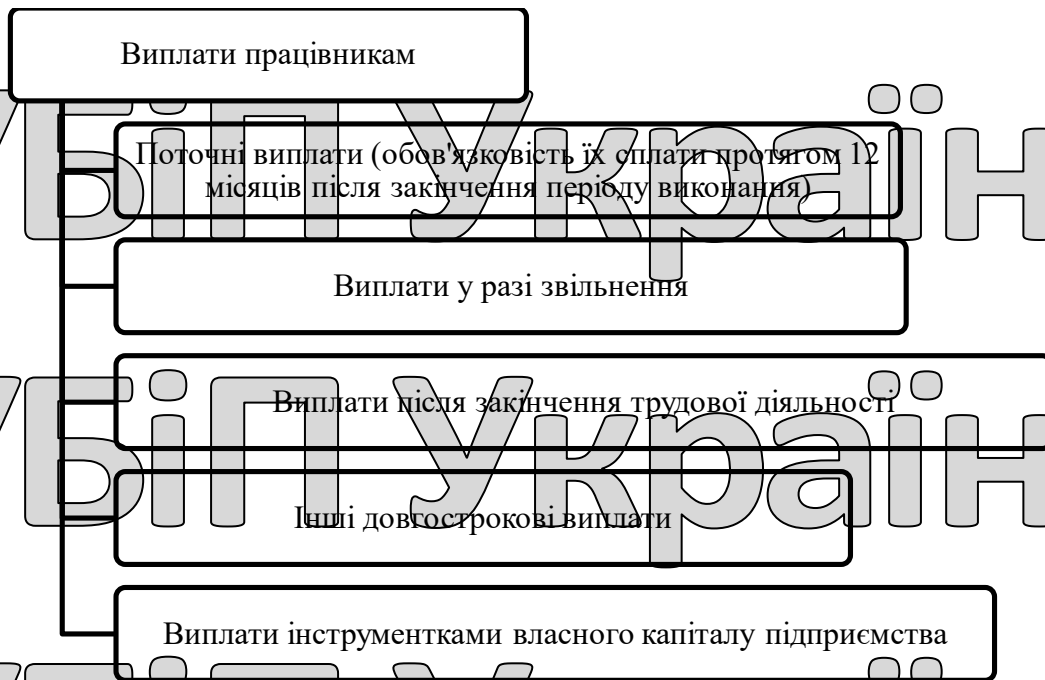 Виплати працівникам
Поточні виплати (обов'язковість їх сплати протягом 12
місяців після закінчення періоду виконання)
Виплати у разі звільнення
Виплати після закінчення трудової діяльності
Інші довгострокові виплати
Виплати інструментками власного капіталу підприємства